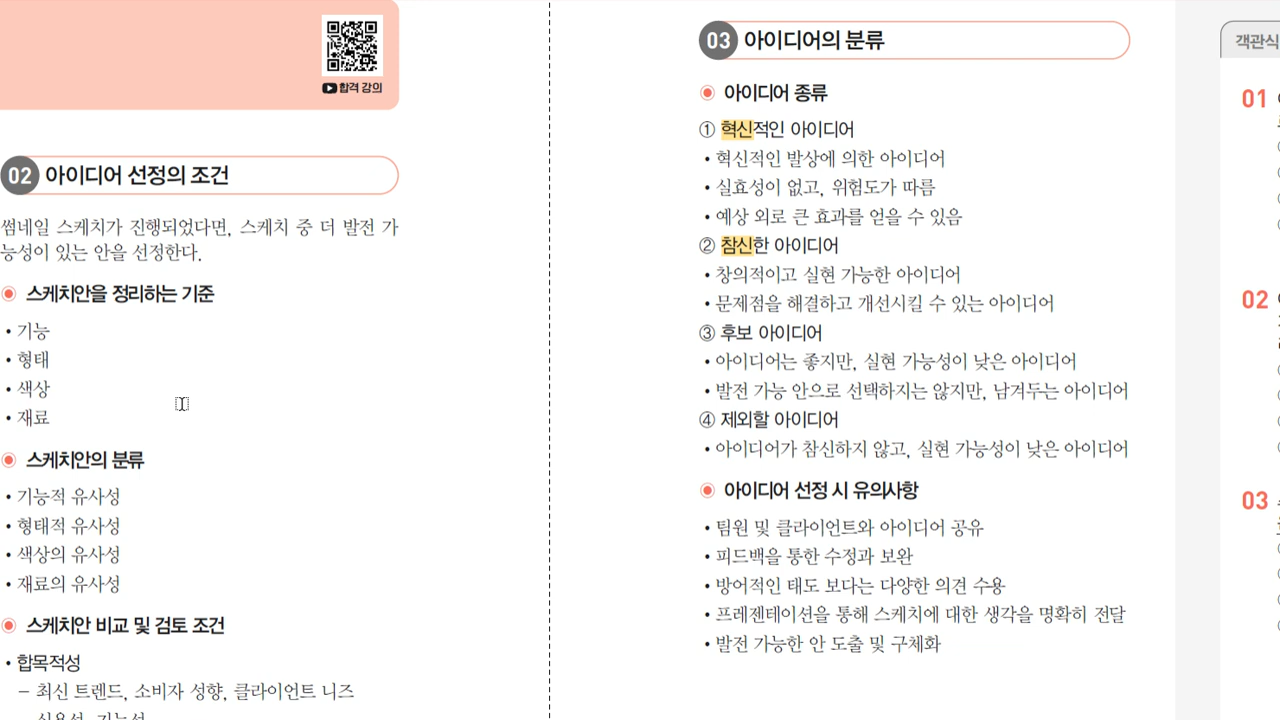 합격 강의
02 아이디어 선정의 조건
썸네일 스케치가 진행되었다면, 스케치 중 더 발전 가
능성이 있는 안을 선정한다.
스케치안을 정리하는 기준
• 기능
• 형태
• 색상
• 재료
스케치안의 분류
• 기능적 유사성
• 형태적 유사성
• 색상의 유사성
• 재료의 유사성
스케치안 비교 및 검토 조건
• 합목적성
– 최신 트렌드, 소비자 성향, 클라이언트 니즈
03 아이디어의 분류
아이디어 종류
① 혁신적인 아이디어
• 혁신적인 발상에 의한 아이디어
• 실효성이 없고, 위험도가 따름
• 예상 외로 큰 효과를 얻을 수 있음
② 참신한 아이디어
• 창의적이고 실현 가능한 아이디어
• 문제점을 해결하고 개선시킬 수 있는 아이디어
③ 후보 아이디어
• 아이디어는 좋지만, 실현 가능성이 낮은 아이디어
• 발전 가능 안으로 선택하지는 않지만, 남겨두는 아이디어
④ 제외할 아이디어
• 아이디어가 참신하지 않고, 실현 가능성이 낮은 아이디어
아이디어 선정 시 유의사항
• 팀원 및 클라이언트와 아이디어 공유
• 피드백을 통한 수정과 보완
• 방어적인 태도 보다는 다양한 의견 수용
• 프레젠테이션을 통해 스케치에 대한 생각을 명확히 전달
• 발전 가능한 안 도출 및 구체화
객관식
01
02
03